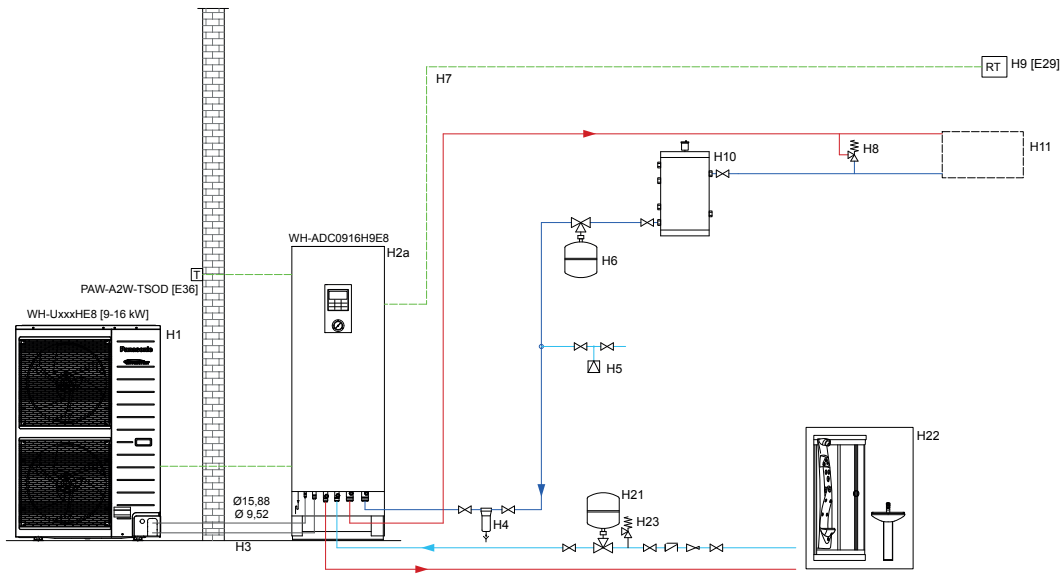 RT
H9 [E29]
H7
H8
H11
H10
WH-ADC0916H9E8
H2a
H6
T
PAW-A2W-TSOD [E36]
WH-UxxxHE8 [9-16 kW]
H1
Panasonic
H5
H22
Ø15,88
Ø 9,52
H21
H23
H4
H3